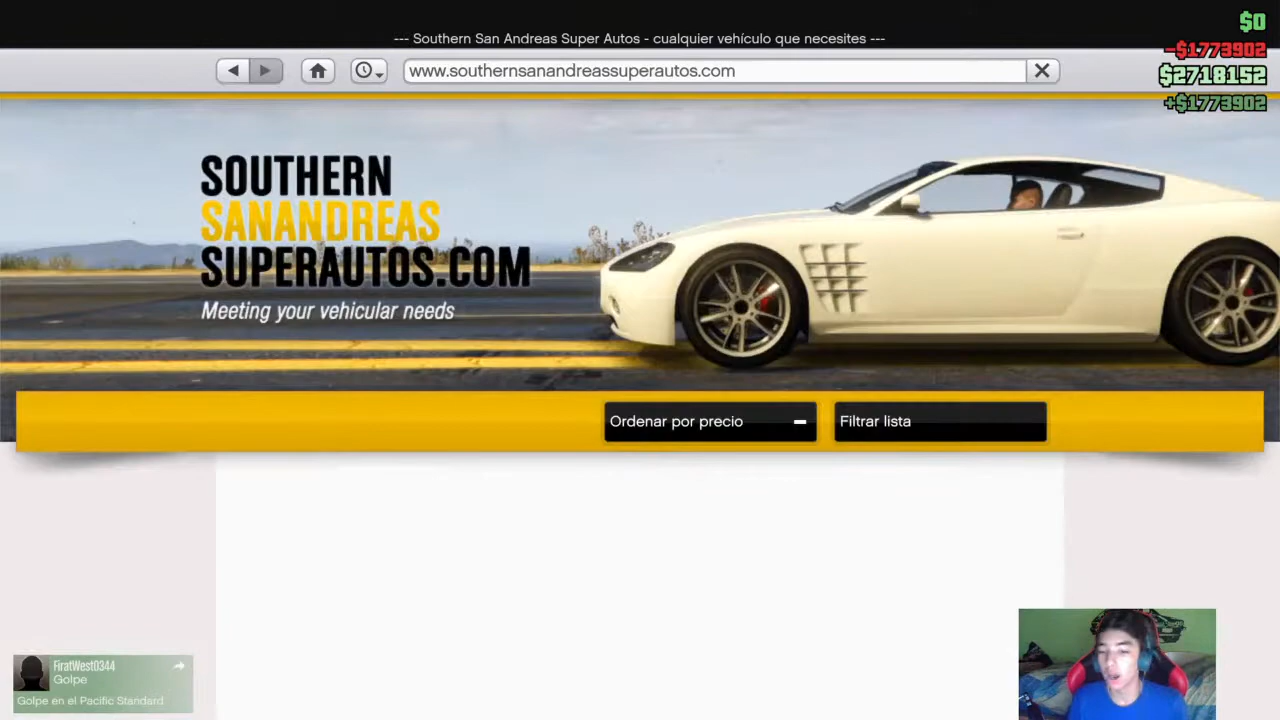 $0
--- Southern San Andreas Super Autos - cualquier vehículo que necesites ---
-$1773902
www.southernsanandreassuperautos.com
$2718152
+$1773902
SOUTHERN
SANANDREAS
SUPERAUTOS.COM
Meeting your vehicular needs
Ordenar por precio
Filtrar lista
FiratWest0344
Golpe
Golpe en el Pacific Standard